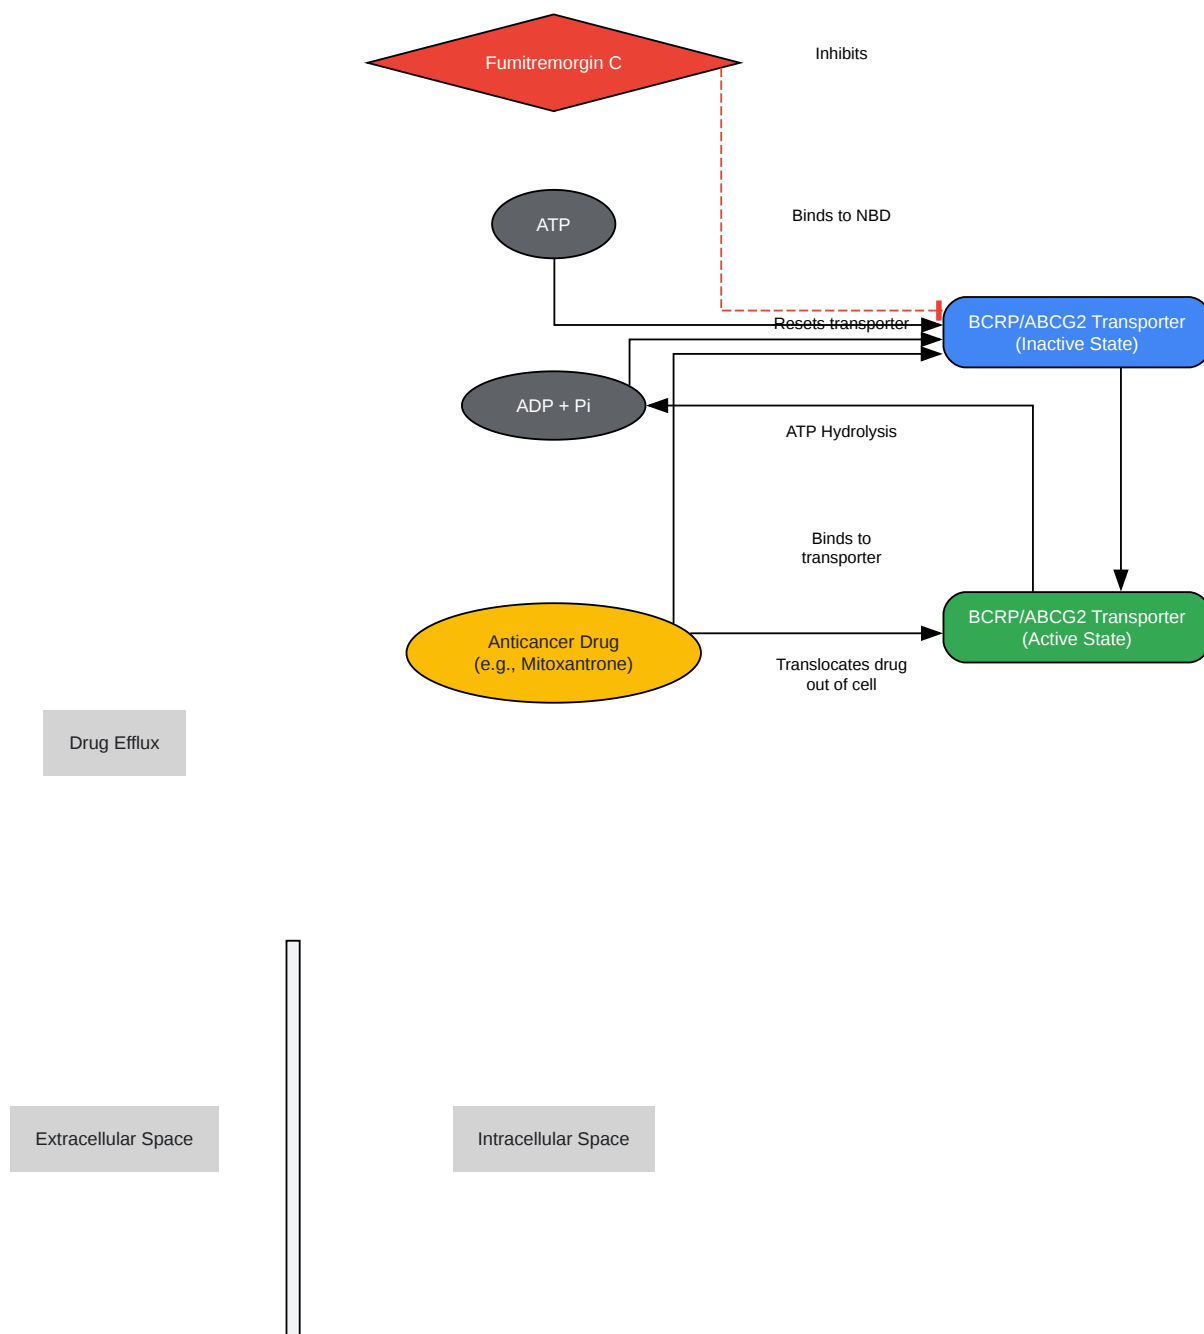 Fumitremorgin C
Inhibits
ATP
Binds to NBD
Resets transporter
BCRP/ABCG2 Transporter
(Inactive State)
ADP + Pi
ATP Hydrolysis
Binds to
transporter
Anticancer Drug
(e.g., Mitoxantrone)
BCRP/ABCG2 Transporter
(Active State)
Translocates drug
out of cell
Drug Efflux
Extracellular Space
Intracellular Space